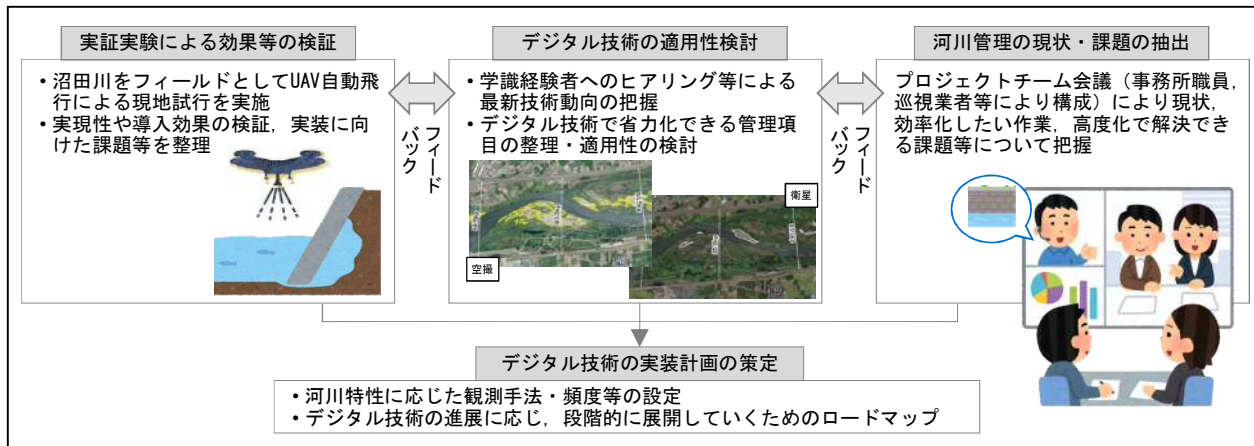 実証実験による効果等の検証
• 沼田川をフィールドとしてUAV自動飛
行による現地試行を実施
• 実現性や導入効果の検証，実装に向
けた課題等を整理
フィード
バック
デジタル技術の適用性検討
• 学識経験者へのヒアリング等による
最新技術動向の把握
• デジタル技術で省力化できる管理項
目の整理・適用性の検討
空撮
衛星
フィード
バック
河川管理の現状・課題の抽出
プロジェクトチーム会議（事務所職員，
巡視業者等により構成）により現状，
効率化したい作業，高度化で解決でき
る課題等について把握
デジタル技術の実装計画の策定
• 河川特性に応じた観測手法・頻度等の設定
• デジタル技術の進展に応じ，段階的に展開していくためのロードマップ